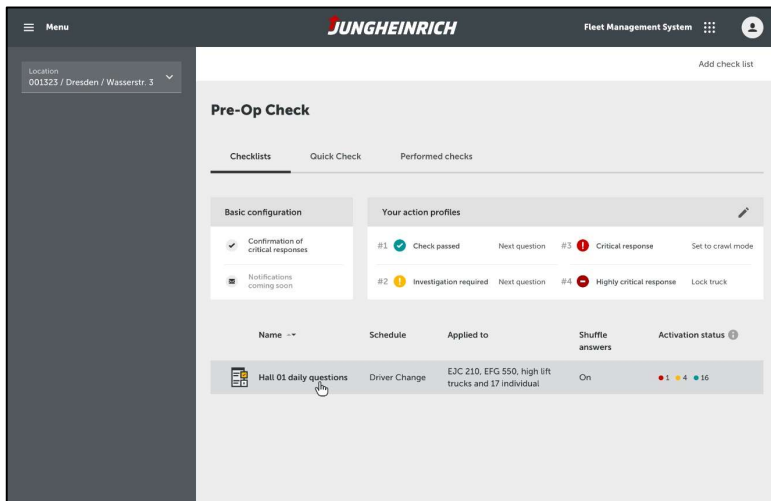 Menu
JUNGHEINRICH
Fleet Management System
Location
001323 / Dresden / Wasserstr. 3
Add check list
Pre-Op Check
Checklists
Quick Check
Performed checks
Basic configuration
Confirmation of
critical responses
Notifications
coming soon
Your action profiles
#1 Check passed Next question
#3 Critical response Set to crawl mode
#2 Investigation required Next question
#4 Highly critical response Lock truck
Name Schedule Applied to Shuffle
answers Activation status
Hall 01 daily questions Driver Change EJC 210, EFG 550, high lift
trucks and 17 individual On 1 4 16